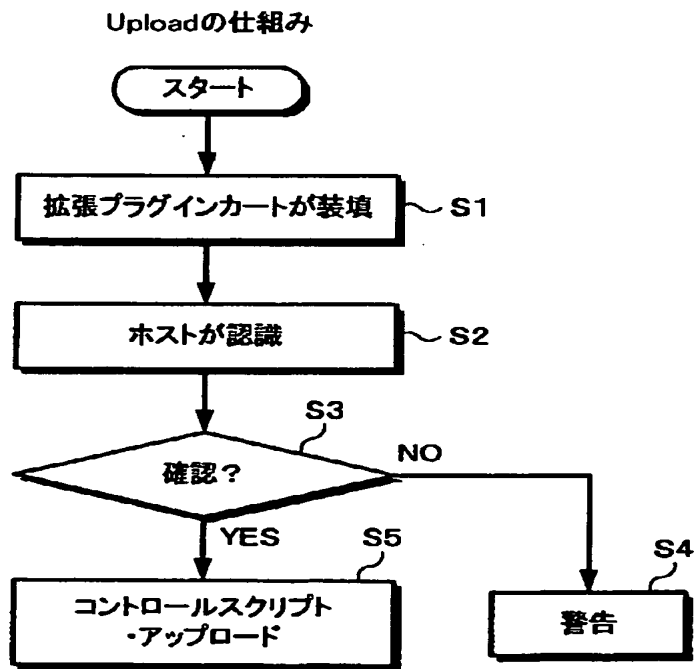 Uploadの仕組み
スタート
拡張プラグインカートが装填
S1
ホストが認識
S2
S3
確認？
NO
YES
S5
コントロールスクリプト
・アップロード
S4
警告